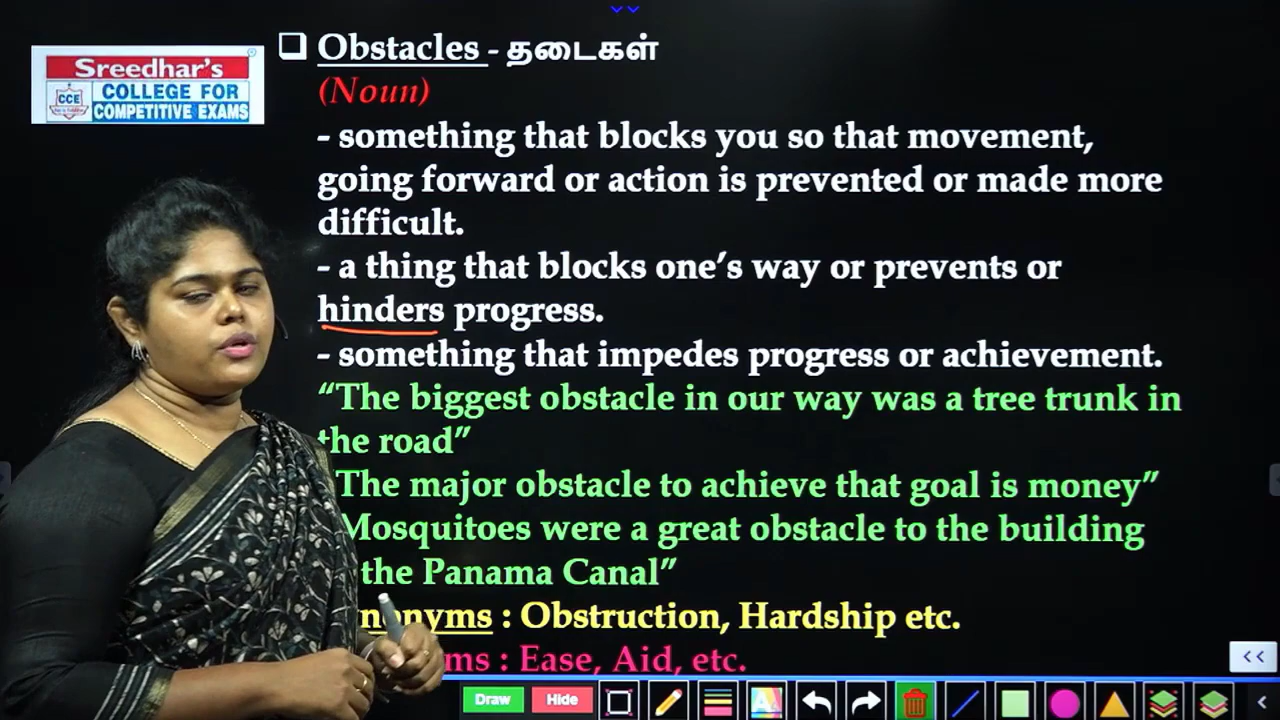 Sreedhar's
CCE
COLLEGE FOR
COMPETITIVE EXAMS
Obstacles - தடைகள்
(Noun)
- something that blocks you so that movement,
going forward or action is prevented or made more
difficult.
- a thing that blocks one's way or prevents or
hinders progress.
- something that impedes progress or achievement.
“The biggest obstacle in our way was a tree trunk in
the road”
The major obstacle to achieve that goal is money”
Mosquitoes were a great obstacle to the building
the Panama Canal”
: Obstruction, Hardship etc.
: Ease, Aid, etc.
<<
Draw Hide